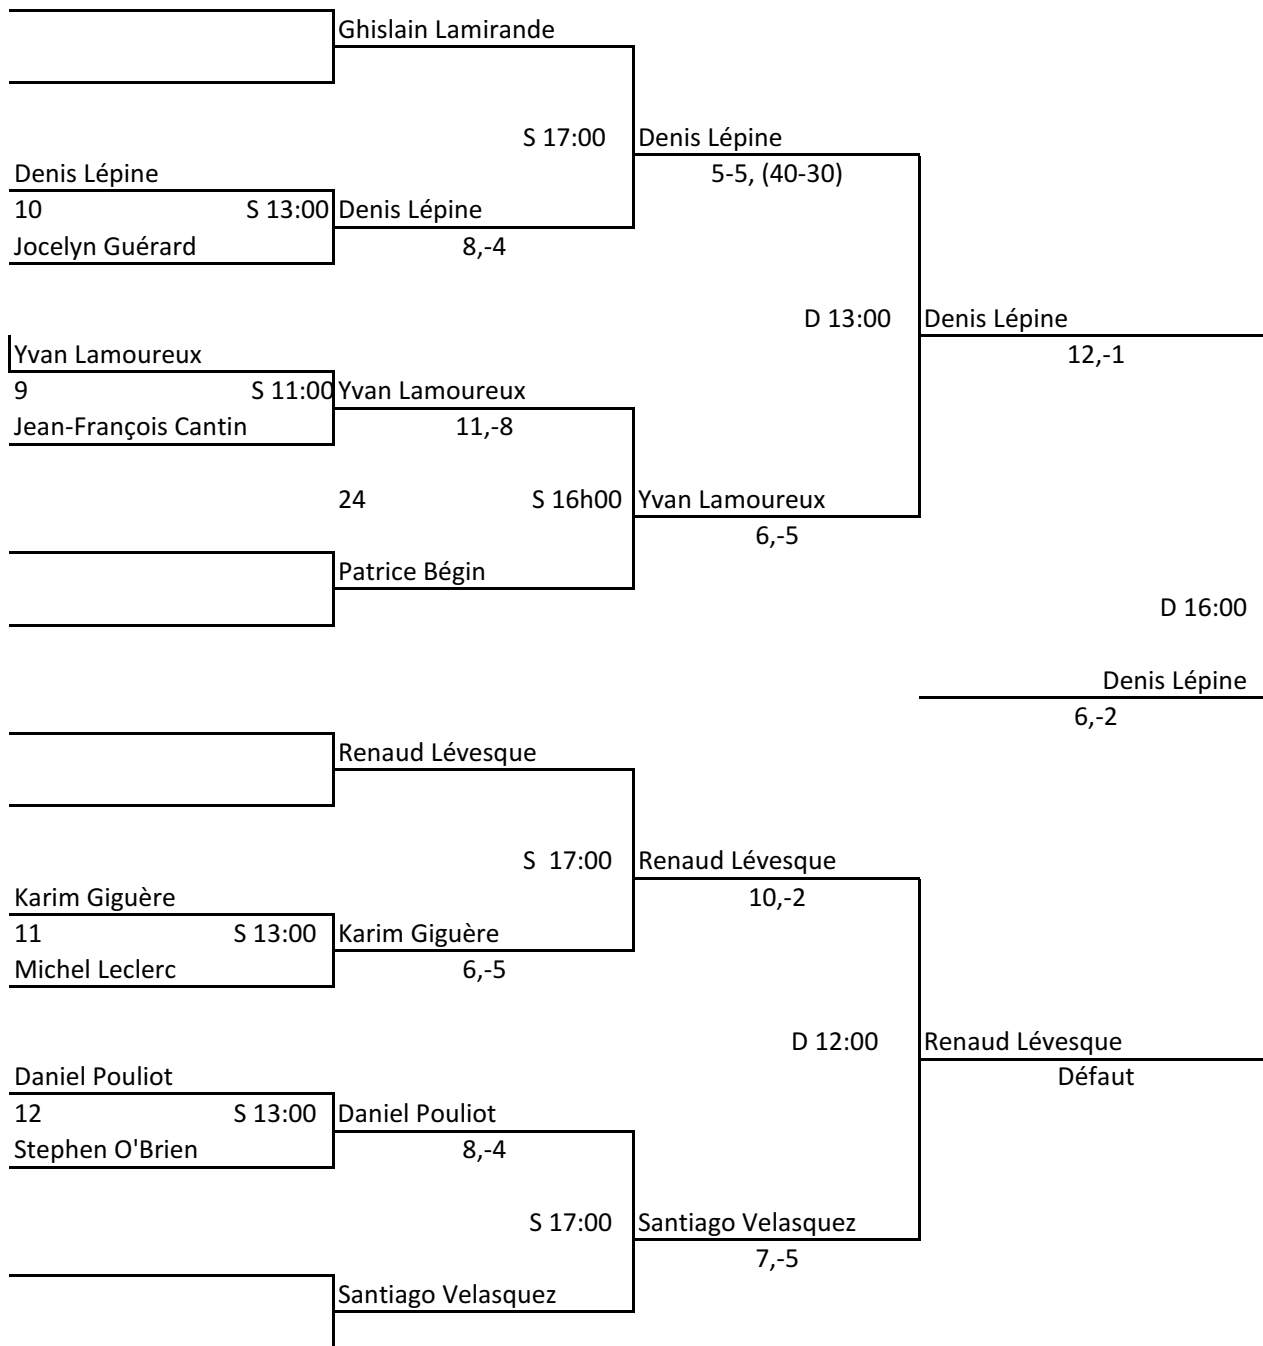 Ghislain Lamirande
S 17:00 Denis Lépine
5-5, (40-30)
Denis Lépine
10 S 13:00 Denis Lépine
Jocelyn Guérard 8,-4
D 13:00 Denis Lépine
12,-1
Yvan Lamoureux
9 S 11:00 Yvan Lamoureux
Jean-François Cantin 11,-8
24 S 16h00 Yvan Lamoureux
6,-5
Patrice Bégin
D 16:00
Denis Lépine
6,-2
Renaud Lévesque
S 17:00 Renaud Lévesque
10,-2
Karim Giguère
11 S 13:00 Karim Giguère
Michel Leclerc 6,-5
D 12:00 Renaud Lévesque
Défaut
Daniel Pouliot
12 S 13:00 Daniel Pouliot
Stephen O'Brien 8,-4
S 17:00 Santiago Velasquez
7,-5
Santiago Velasquez